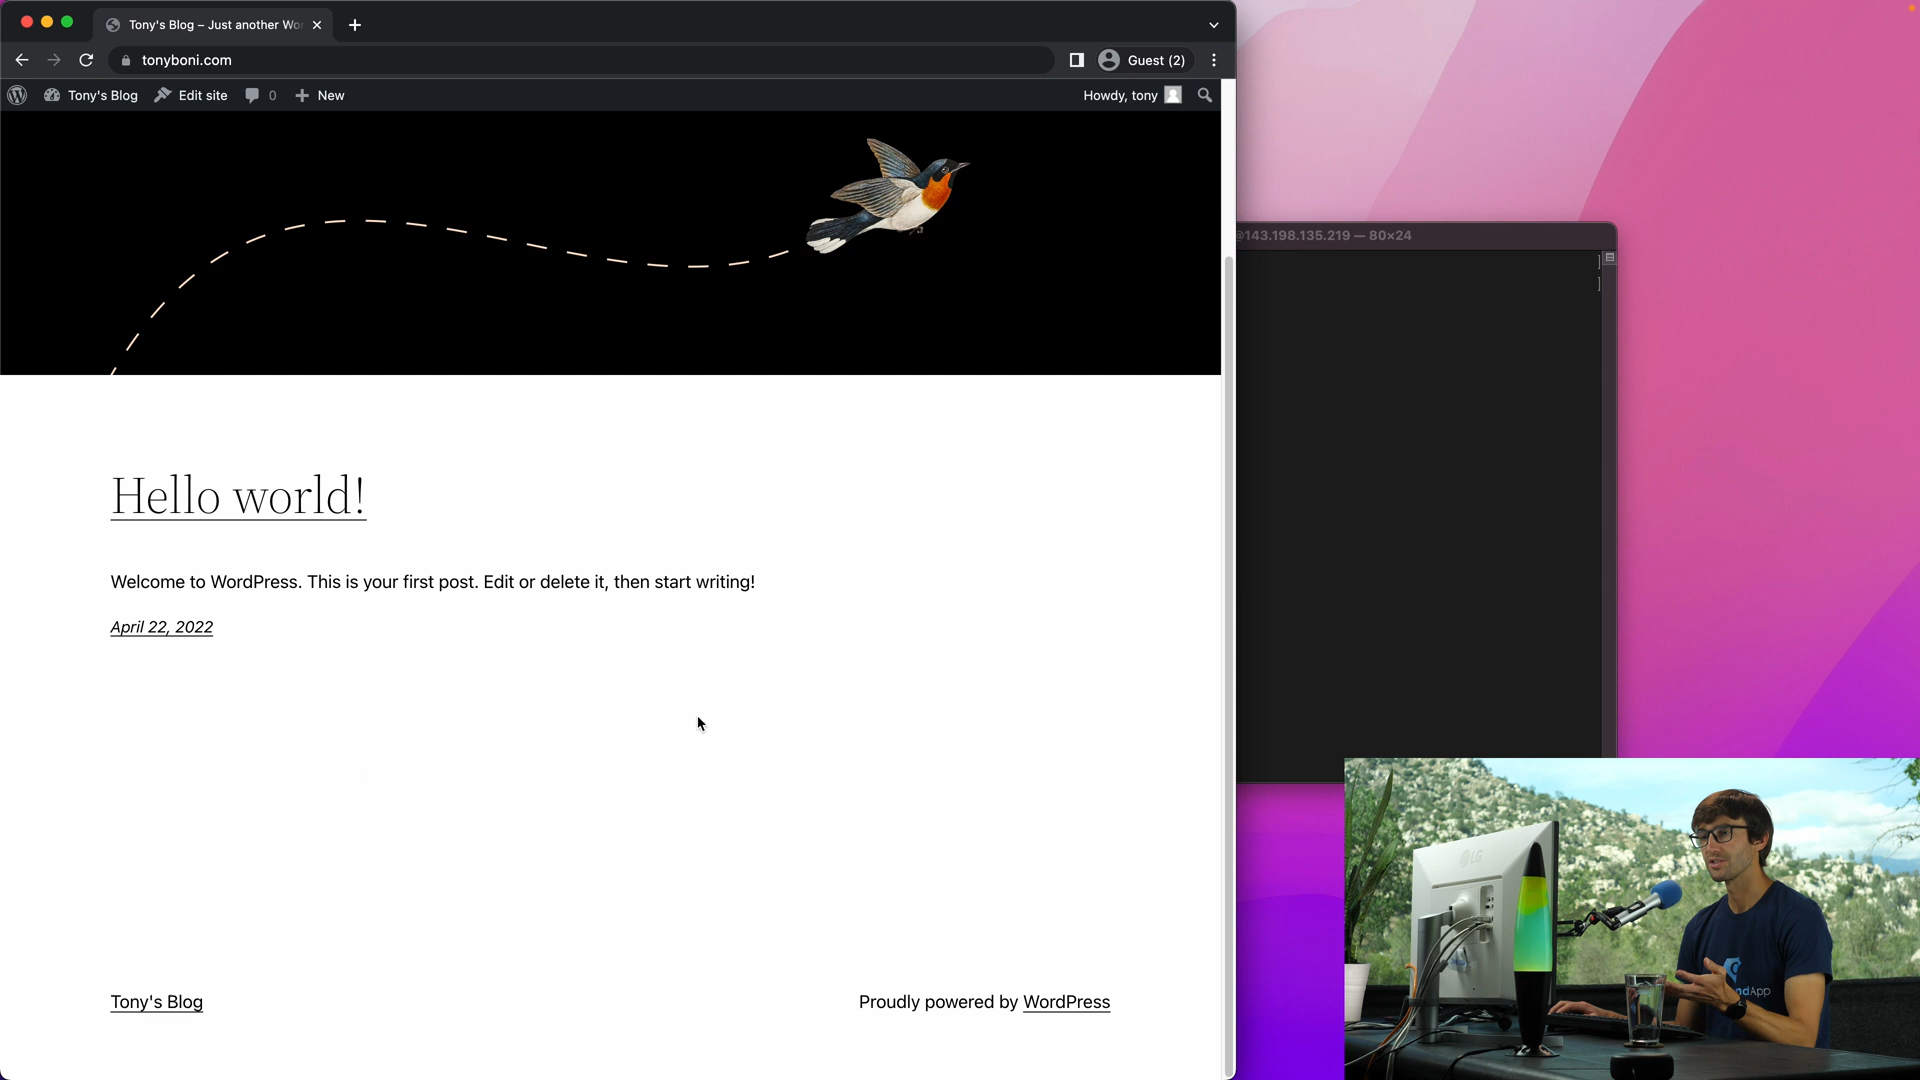 Tony's Blog – Just another Wo
tonyboni.com
Guest (2)
Tony's Blog
Edit site
0
New
Howdy, tony
@143.198.135.219 — 80×24
Hello world!
Welcome to WordPress. This is your first post. Edit or delete it, then start writing!
April 22, 2022
Tony's Blog
Proudly powered by WordPress
LG
ndApp